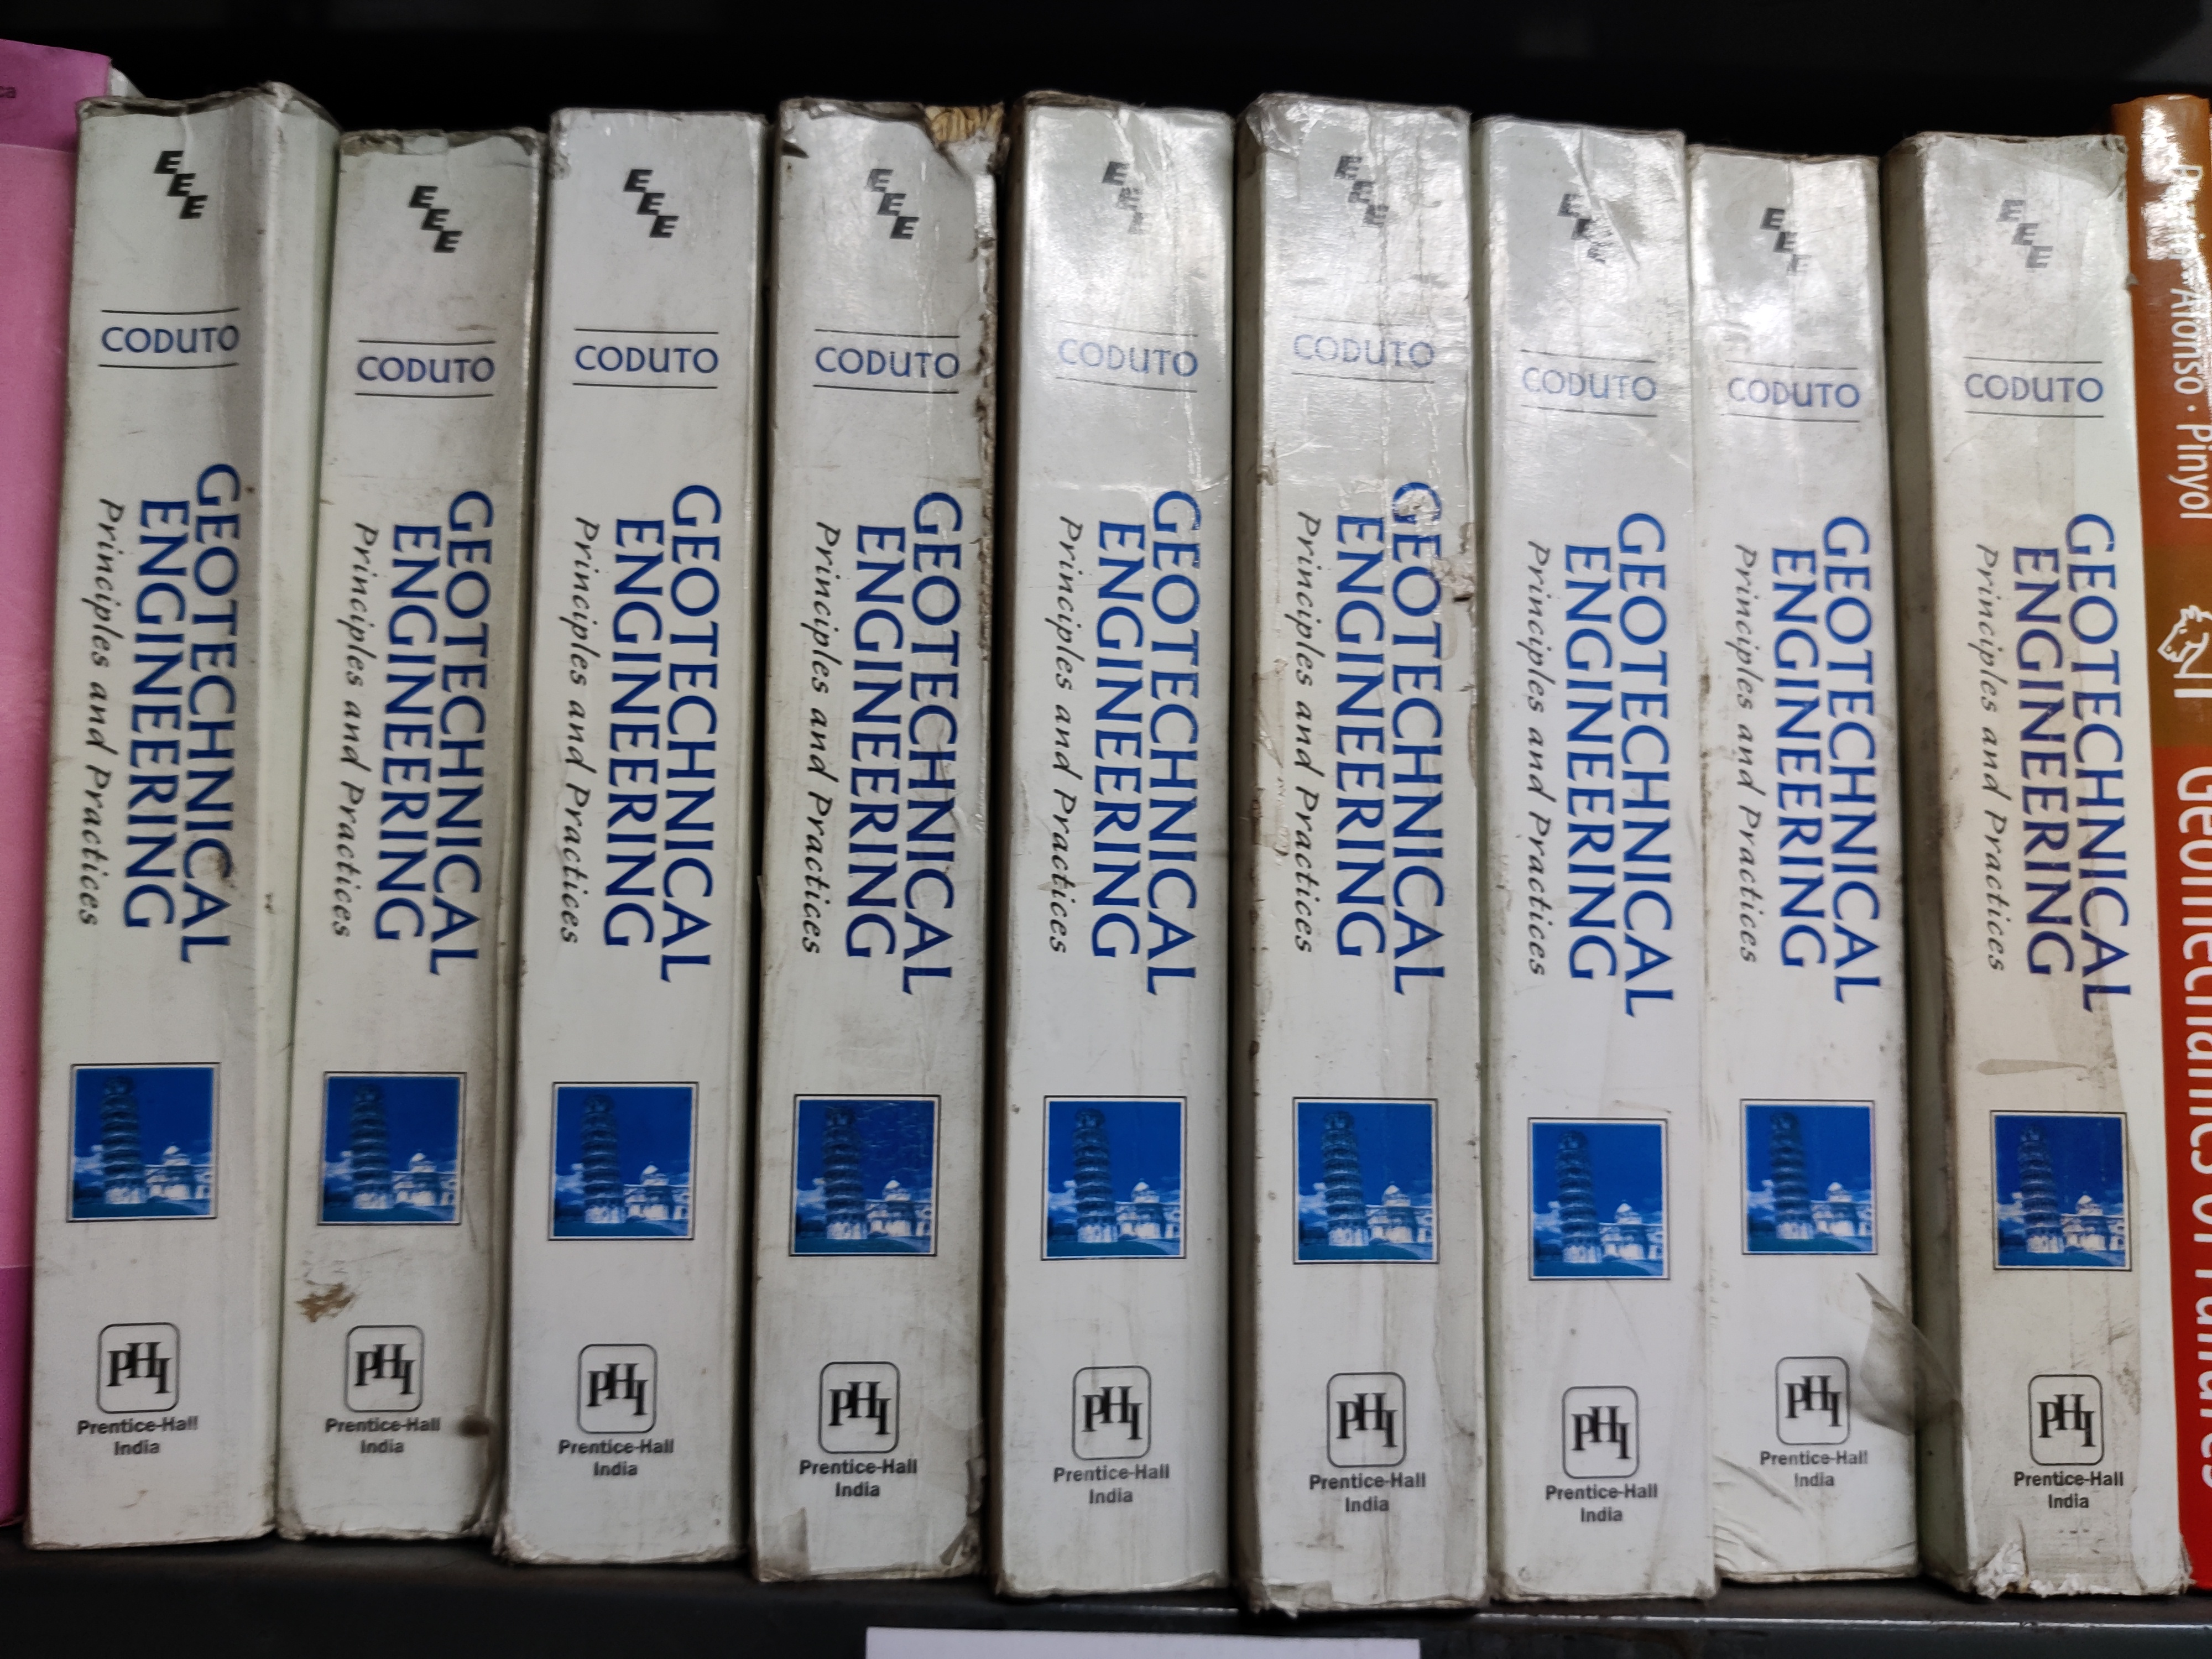 ca
EEE
CODUTO
GEOTECHNICAL
ENGINEERING
Principles and Practices
PHI
Prentice-Hall
India
EEE
CODUTO
GEOTECHNICAL
ENGINEERING
Principles and Practices
PHI
Prentice-Hall
India
EEE
CODUTO
GEOTECHNICAL
ENGINEERING
Principles and Practices
PHI
Prentice-Hall
India
EEE
CODUTO
GEOTECHNICAL
ENGINEERING
Principles and Practices
PHI
Prentice-Hall
India
EEE
CODUTO
GEOTECHNICAL
ENGINEERING
Principles and Practices
PHI
Prentice-Hall
India
EEE
CODUTO
GEOTECHNICAL
ENGINEERING
Principles and Practices
PHI
Prentice-Hall
India
EEE
CODUTO
GEOTECHNICAL
ENGINEERING
Principles and Practices
PHI
Prentice-Hall
India
EEE
CODUTO
GEOTECHNICAL
ENGINEERING
Principles and Practices
PHI
Prentice-Hall
India
EEE
CODUTO
GEOTECHNICAL
ENGINEERING
Principles and Practices
PHI
Prentice-Hall
India
Alonso · Pinyol
Geomechanics of Failures